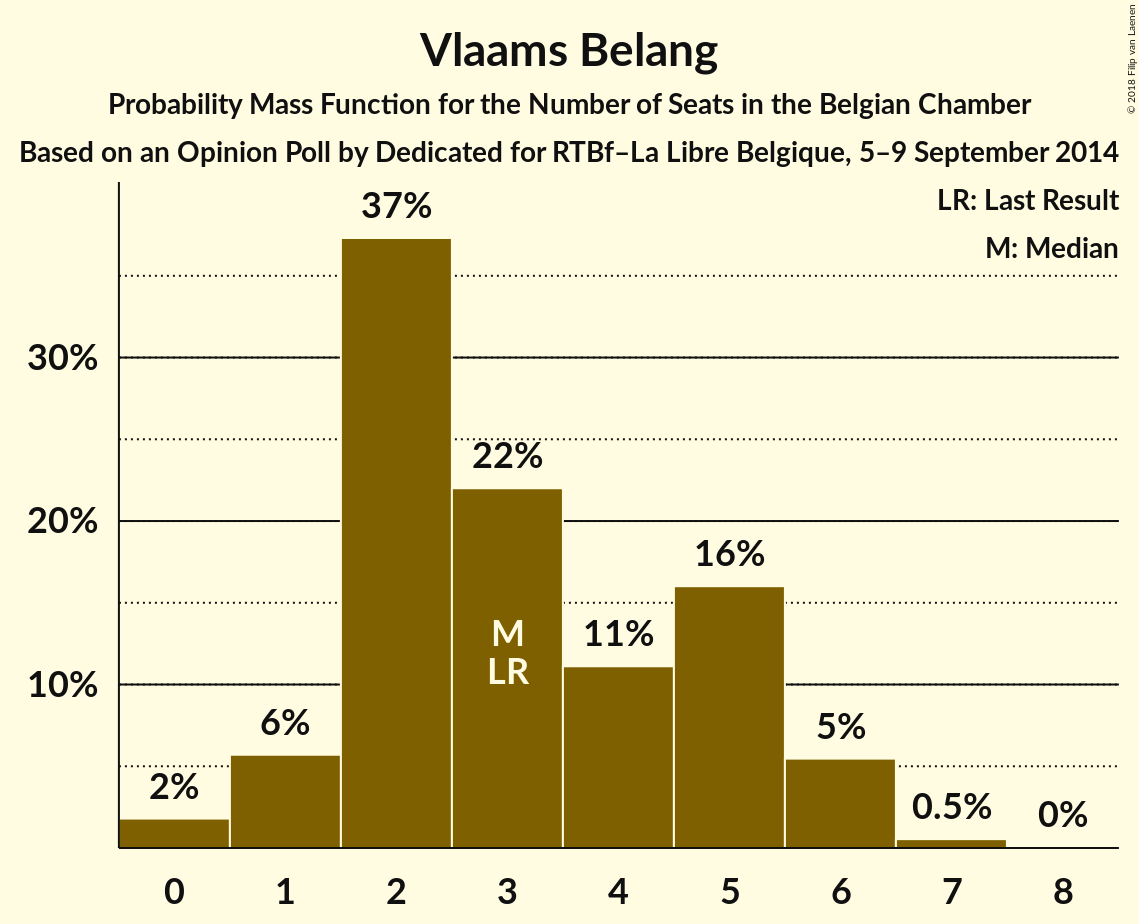 Vlaams Belang
Probability Mass Function for the Number of Seats in the Belgian Chamber
Based on an Opinion Poll by Dedicated for RTBf–La Libre Belgique, 5–9 September 2014
© 2018 Filip van Laenen
LR: Last Result
M: Median
37%
30%
22%
20%
16%
M
LR
11%
10%
6%
5%
2%
0.5%
0%
0 1 2 3 4 5 6 7 8